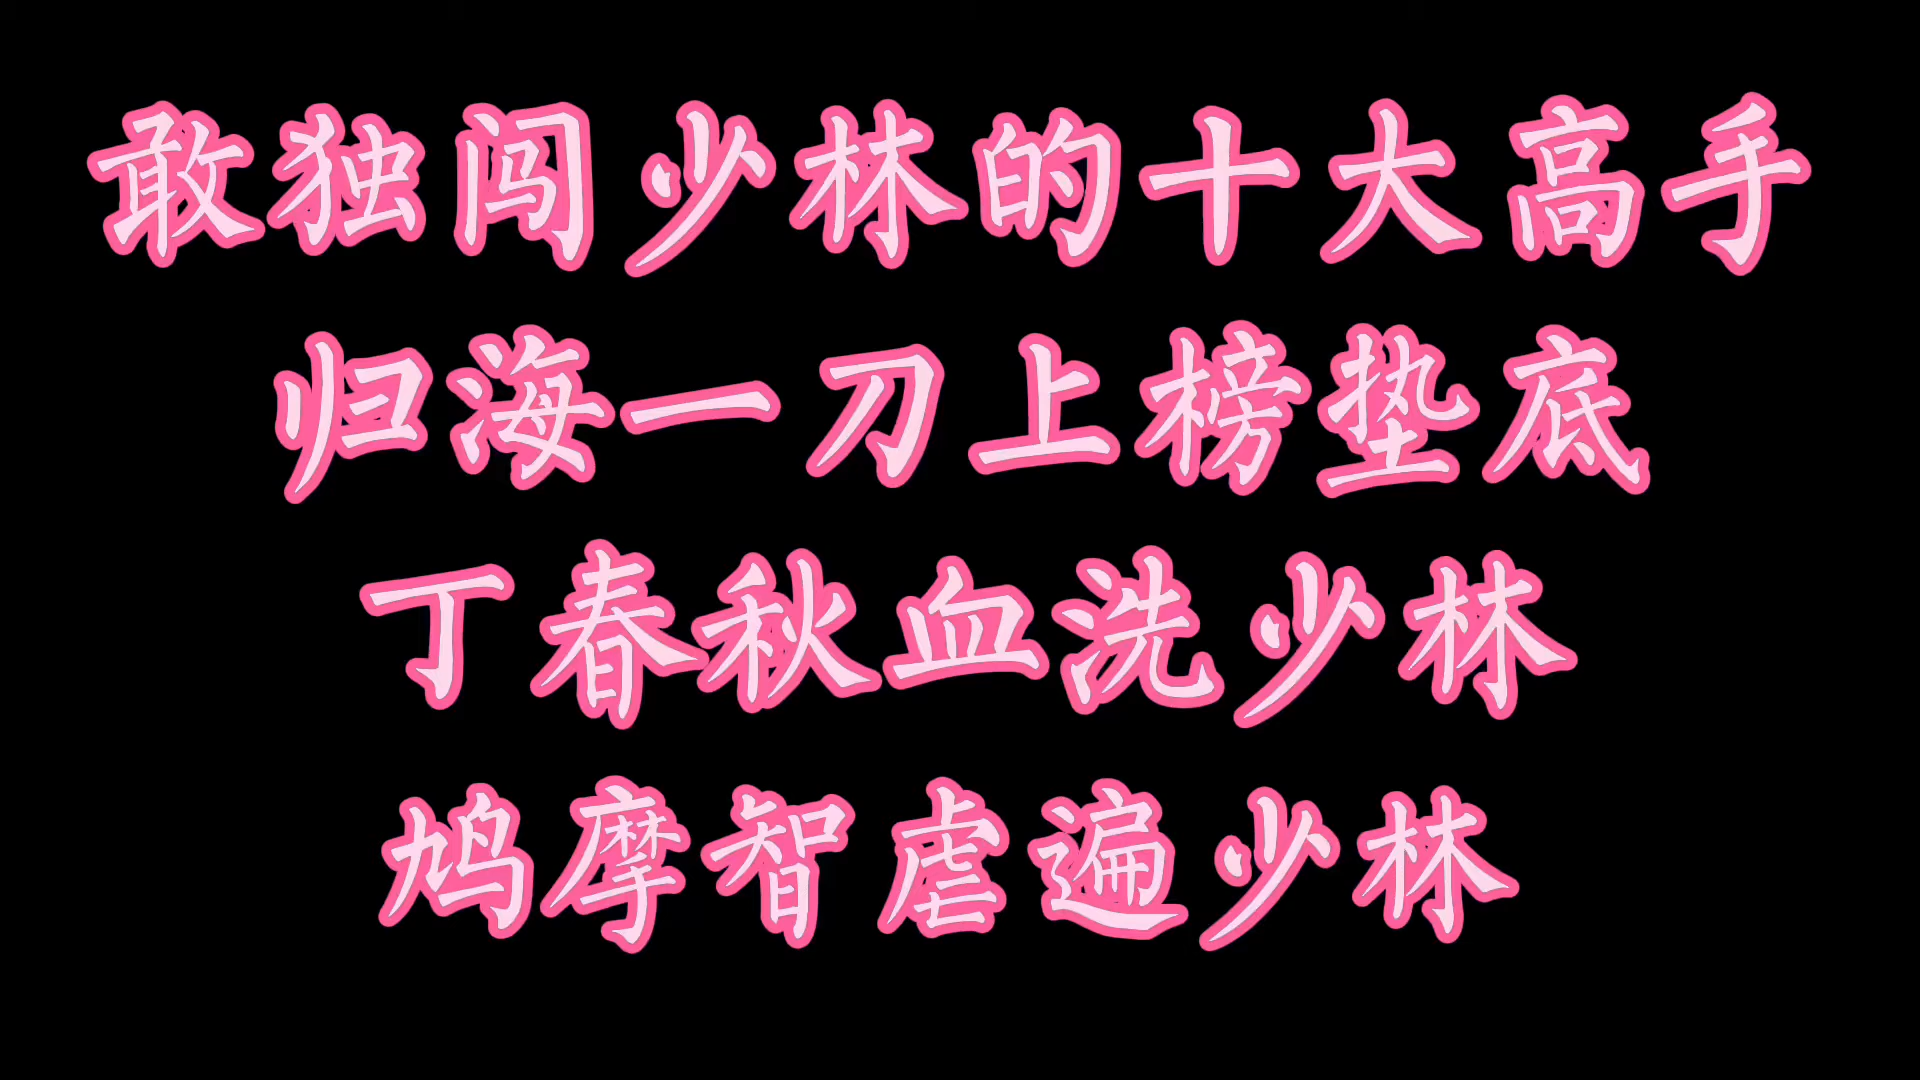 敢独闯少林的十大高手
归海一刀上榜垫底
丁春秋血洗少林
鸠摩智虐遍少林